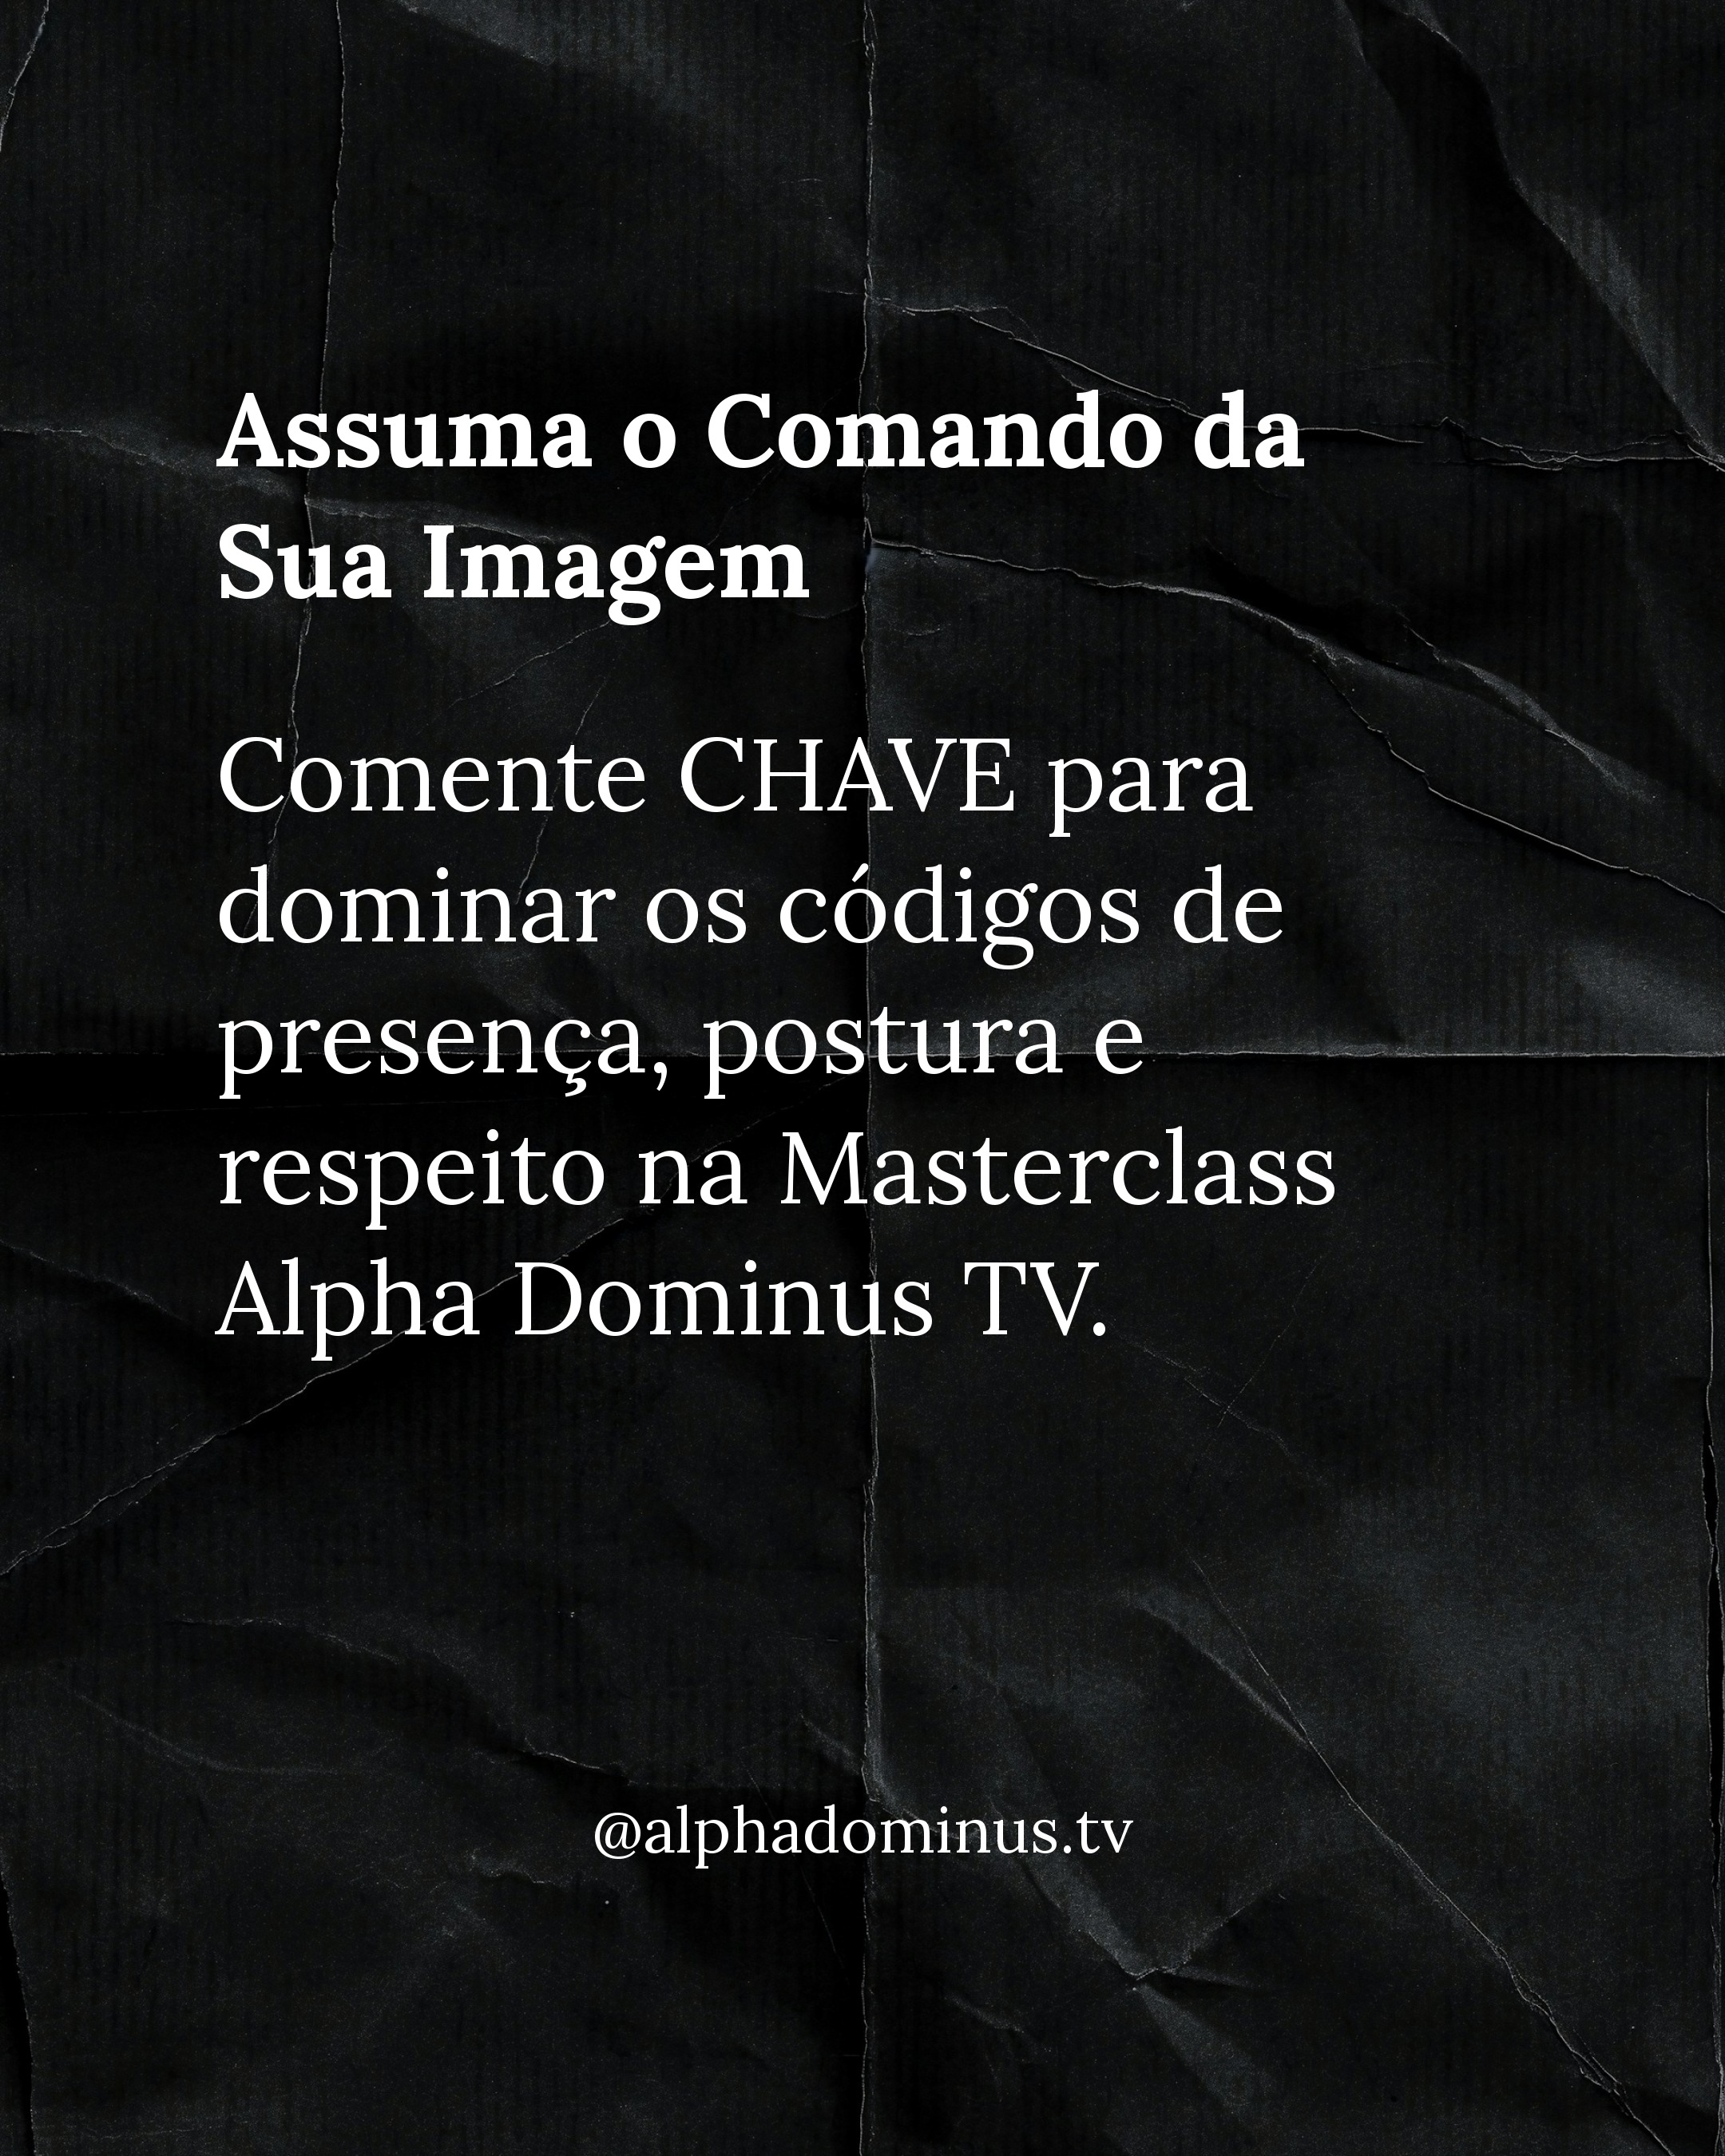 Assuma o Comando da
Sua Imagem
Comente CHAVE para
dominar os códigos de
presença, postura e
respeito na Masterclass
Alpha Dominus TV.
@alphadominus.tv